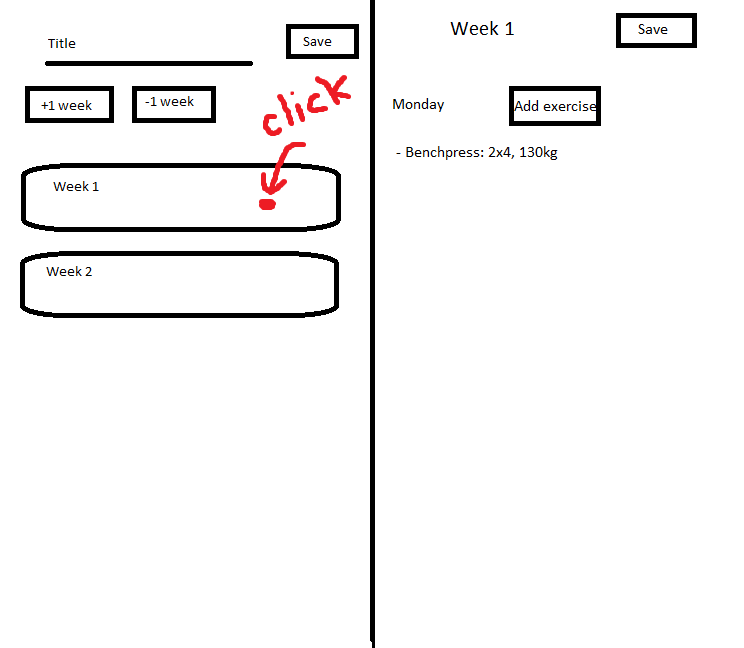 Title
Save
+1 week
-1 week
click
Week 1
Week 2
Week 1
Save
Monday
Add exercise
- Benchpress: 2x4, 130kg